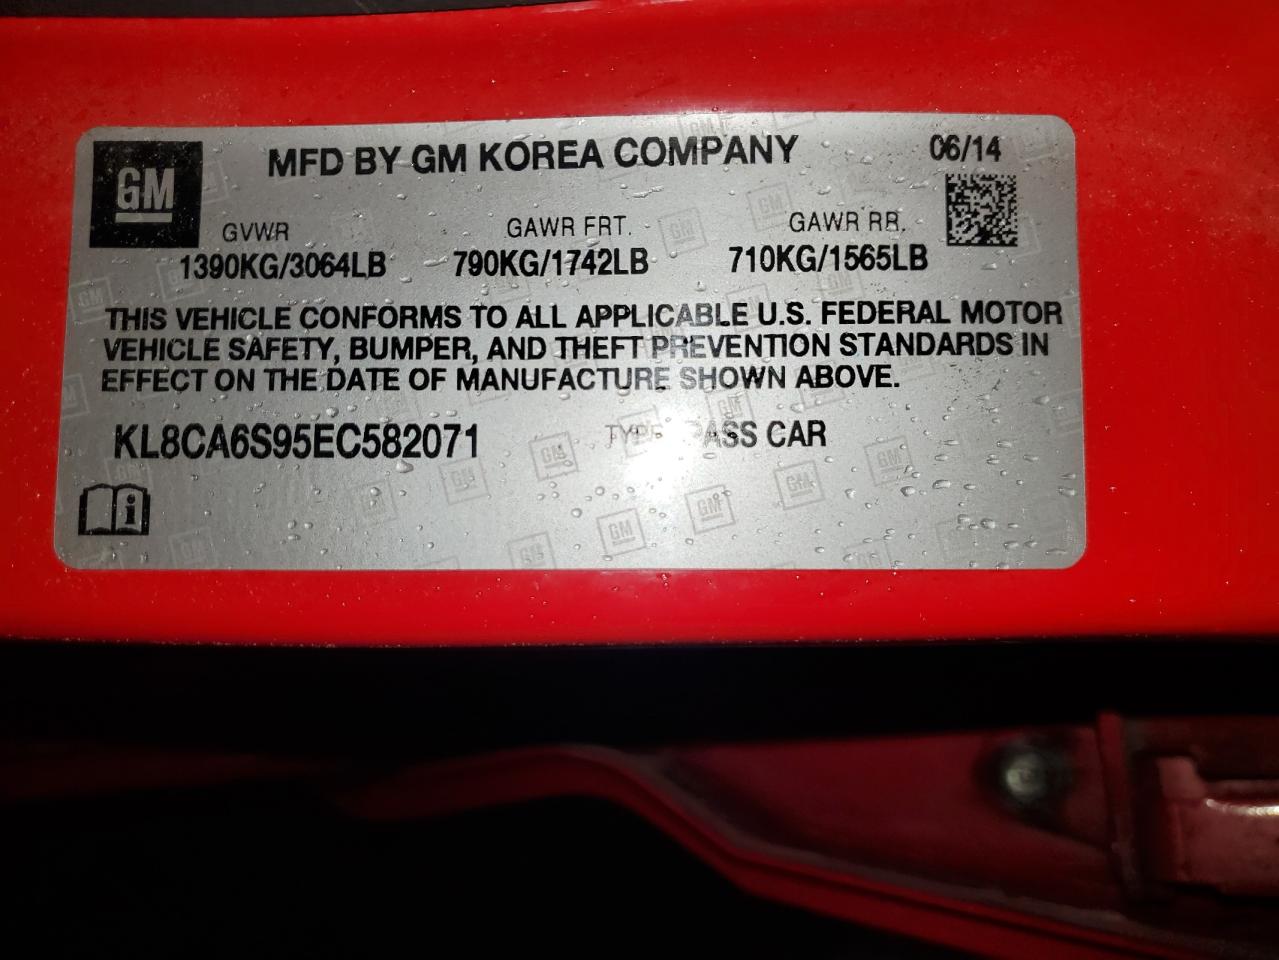 GM
MFD BY GM KOREA COMPANY 06/14
GVWR GAWR FRT. GAWR RR.
1390KG/3064LB 790KG/1742LB 710KG/1565LB
THIS VEHICLE CONFORMS TO ALL APPLICABLE U.S. FEDERAL MOTOR
VEHICLE SAFETY, BUMPER, AND THEFT PREVENTION STANDARDS IN
EFFECT ON THE DATE OF MANUFACTURE SHOWN ABOVE.
KL8CA6S95EC582071 TYPE PASS CAR